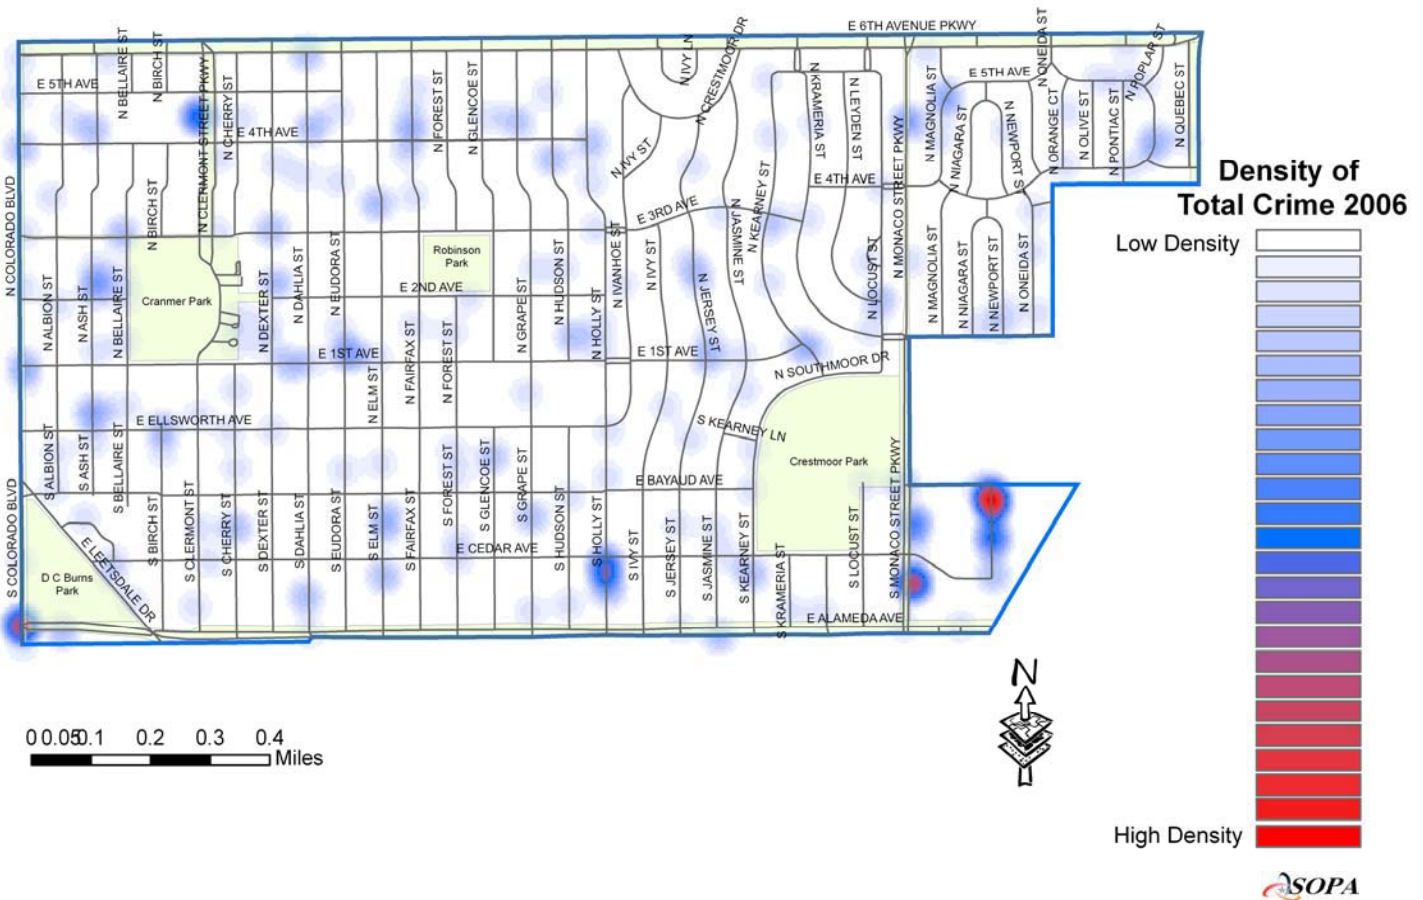 E 6TH AVENUE PKWY
N BELLAIRE ST
N BIRCH ST
N CLERMONT STREET PKWY
N CHERRY ST
N FOREST ST
N GLENCOE ST
N IVY LN
N CRESTMOOR DR
N KRAMERIA ST
N LEYDEN ST
N MONACO STREET PKWY
N MAGNOLIA ST
E 5TH AVE
N ONEIDA ST
N POPLAR ST
N QUEBEC ST
E 5TH AVE
E 4TH AVE
N IVY ST
N NIAGARA ST
N NEWPORT ST
N ORANGE CT
N OLIVE ST
N PONTIAC ST
E 4TH AVE
N COLORADO BLVD
N BIRCH ST
E 3RD AVE
N JASMINE ST
N KEARNEY ST
Density of
Total Crime 2006
Low Density
High Density
Robinson
Park
Cranmer Park
E 2ND AVE
N ALBION ST
N ASH ST
N BELLAIRE ST
N DEXTER ST
N DAHLIA ST
N EUDORA ST
N GRAPE ST
N HUDSON ST
N HOLLY ST
N IVANHOE ST
N IVY ST
N JERSEY ST
N LOCUST ST
N MAGNOLIA ST
N NIAGARA ST
N NEWPORT ST
N ONEIDA ST
E 1ST AVE
N ELM ST
N FAIRFAX ST
N FOREST ST
E 1ST AVE
N SOUTHMOOR DR
E ELLSWORTH AVE
S KEARNEY LN
Crestmoor Park
S ALBION ST
S ASH ST
S BELLAIRE ST
E BAYAUD AVE
S COLORADO BLVD
S BIRCH ST
S CLERMONT ST
S CHERRY ST
S DEXTER ST
S DAHLIA ST
S EUDORA ST
S ELM ST
S FAIRFAX ST
S FOREST ST
S GLENCOE ST
S GRAPE ST
S HUDSON ST
S HOLLY ST
S IVY ST
S JERSEY ST
S JASMINE ST
S KEARNEY ST
S KRAMERIA ST
S LOCUST ST
S MONACO STREET PKWY
E CEDAR AVE
E LEETSDALE DR
D C Burns
Park
E ALAMEDA AVE
N
0 0.05 0.1 0.2 0.3 0.4
Miles
SOPA